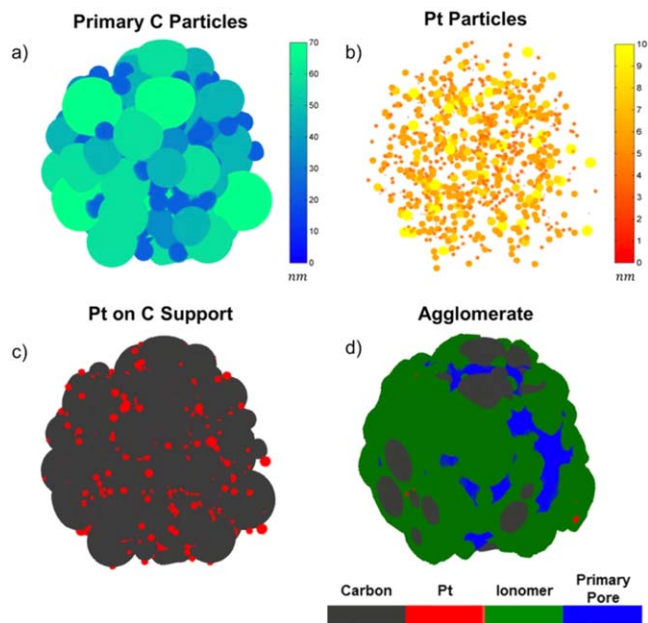 Primary C Particles
Pt Particles
a)
b)
70
60
50
40
30
20
10
0
nm
10
9
8
7
6
5
4
3
2
1
0
nm
Pt on C Support
Agglomerate
c)
d)
Carbon
Pt
Ionomer
Primary
Pore